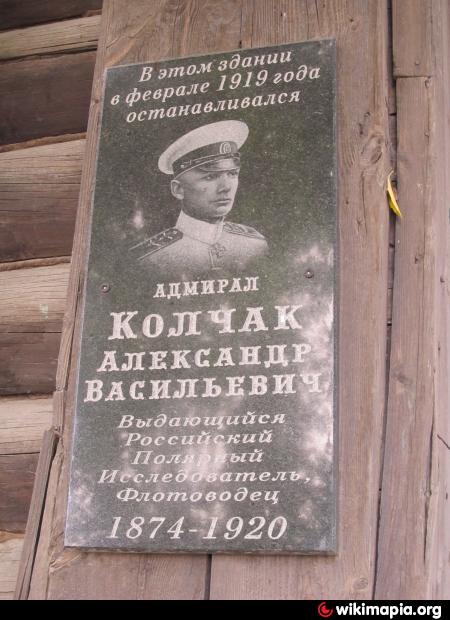 В этом здании
в феврале 1919 года
останавливался
АДМИРАЛ
КОЛЧАК
АЛЕКСАНДР
ВАСИЛЬЕВИЧ
Выдающийся
Российский
Полярный
Исследователь,
Флотоводец
1874-1920
wikimapia.org